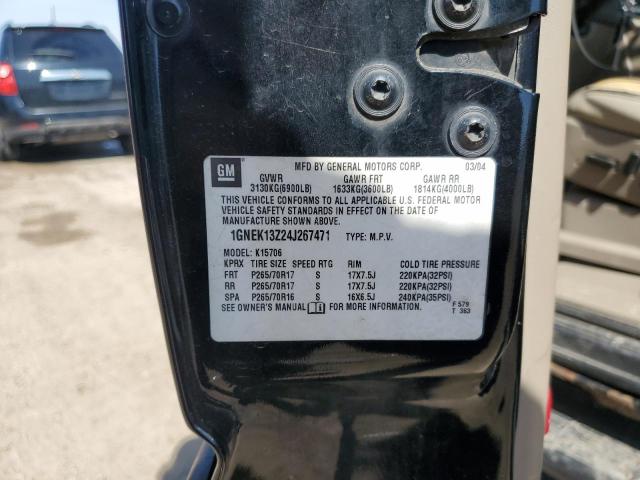 GM MFD BY GENERAL MOTORS CORP. 03/04
GVWR GAWR FRT GAWR RR
3130KG(6900LB) 1633KG(3600LB) 1814KG(4000LB)
THIS VEHICLE CONFORMS TO ALL APPLICABLE U.S. FEDERAL MOTOR
VEHICLE SAFETY STANDARDS IN EFFECT ON THE DATE OF
MANUFACTURE SHOWN ABOVE.
1GNEK13Z24J267471 TYPE: M.P.V.
MODEL: K15706
KPRX TIRE SIZE SPEED RTG RIM COLD TIRE PRESSURE
FRT P265/70R17 S 17X7.5J 220KPA(32PSI)
RR P265/70R17 S 17X7.5J 220KPA(32PSI)
SPA P265/70R16 S 16X6.5J 240KPA(35PSI)
SEE OWNER'S MANUAL FOR MORE INFORMATION.
F 579
T 363